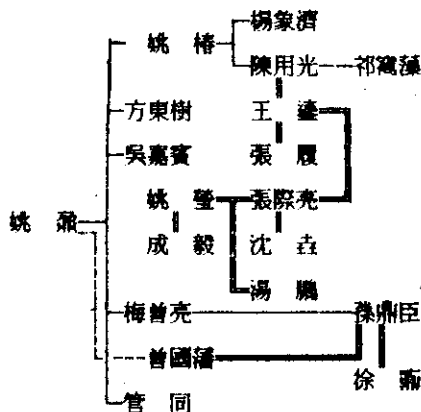 楊象濟
姚 椿
陳用光 祁寯藻
方東樹 王
吳嘉賓 張 履
姚 瑩 張際亮
姚 鼐
成 毅 沈 垚
湯 鵬
梅曾亮 孫鼎臣
曾國藩
徐 鼒
管 同